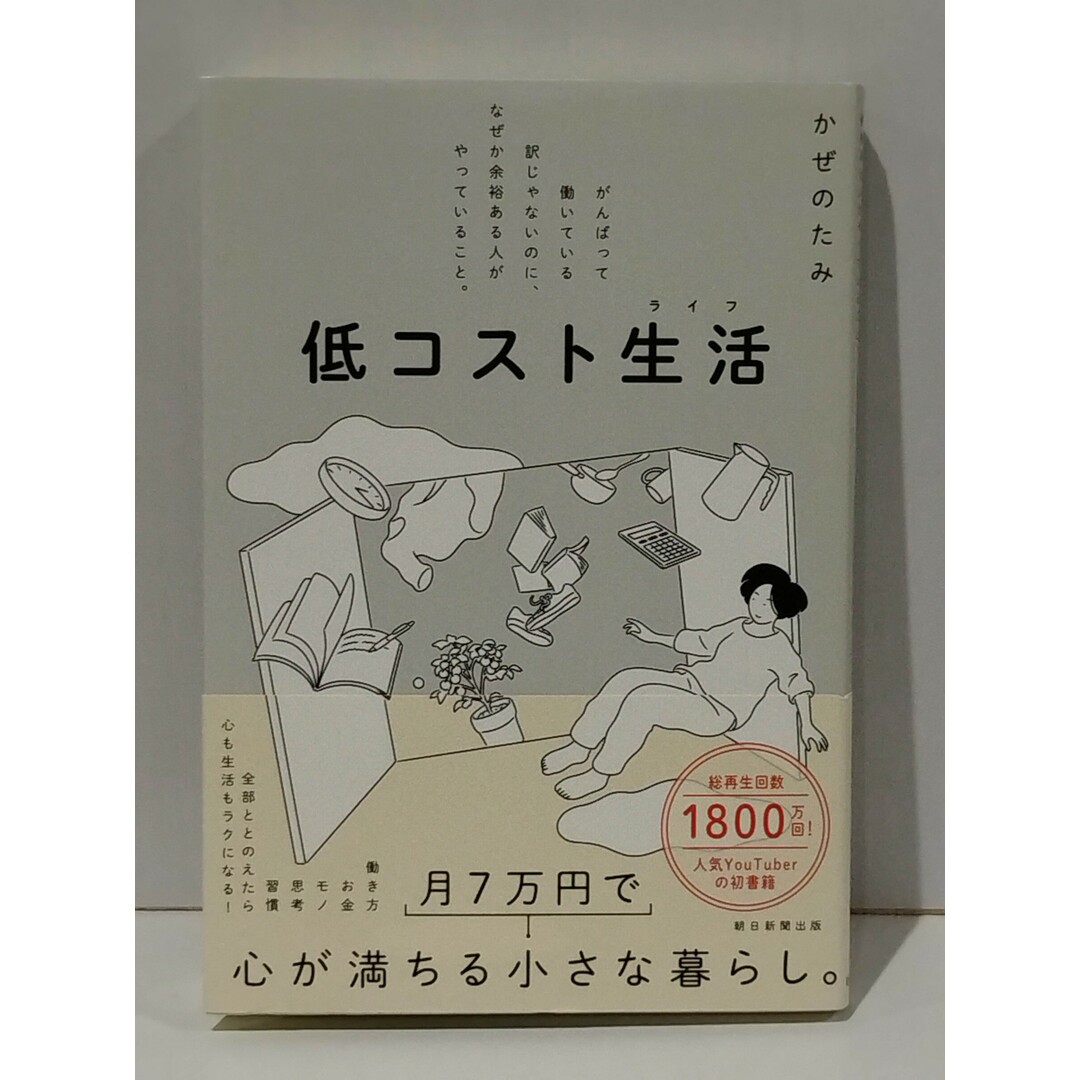 かぜのたみ
がんばって
働いている
訳じゃないのに、
なぜか余裕ある人が
やっていること。
ライフ
低コスト生活
総再生回数
1800万回！
人気YouTuber
の初書籍
働き方
お金
モノ
思考
習慣
全部ととのえたら
心も生活もラクになる！
月7万円で
心が満ちる小さな暮らし。
朝日新聞出版